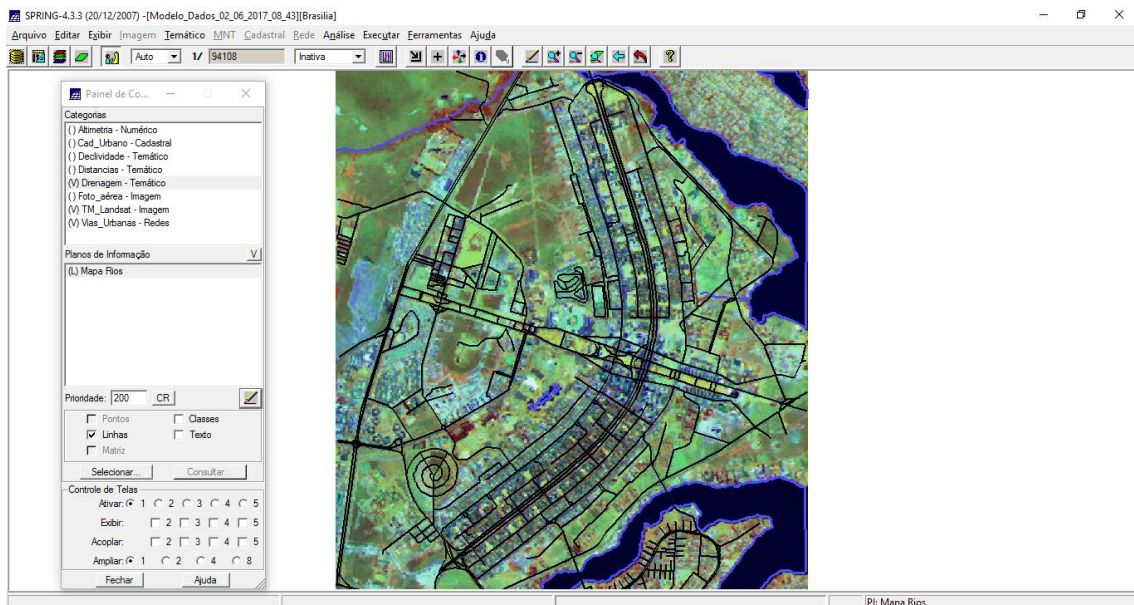 SPRING-4.3.3 (20/12/2007) -[Modelo_Dados_02_06_2017_08_43][Brasilia]
Arquivo Editar Exibir Imagem Temático MNT Cadastral Rede Análise Executar Ferramentas Ajuda
Auto 1/ 94108 Inativa
Painel de Co...
Categorias
( ) Altimetria - Numérico
( ) Cad_Urbano - Cadastral
( ) Declividade - Temático
( ) Distancias - Temático
(V) Drenagem - Temático
( ) Foto_aérea - Imagem
(V) TM_Landsat - Imagem
(V) Vias_Urbanas - Redes
Planos de Informação V
(L) Mapa Rios
Prioridade: 200 CR
Pontos Classes
Linhas Texto
Matriz
Selecionar... Consultar...
Controle de Telas
Ativar: 1 2 3 4 5
Exibir: 2 3 4 5
Acoplar: 2 3 4 5
Ampliar: 1 2 4 8
Fechar Ajuda
PI: Mapa Rios